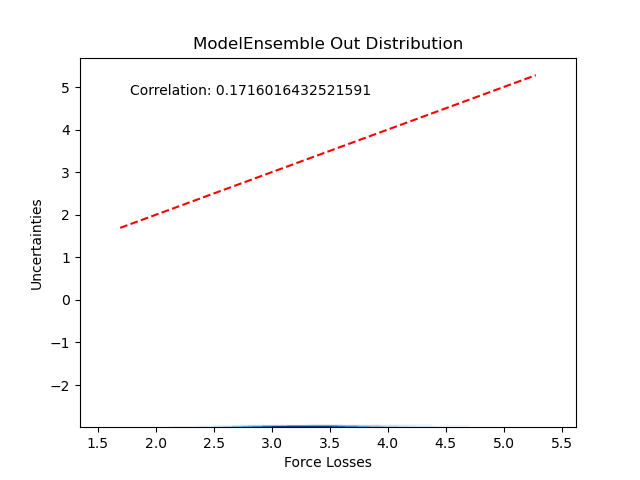 ModelEnsemble Out Distribution
Correlation: 0.1716016432521591
Uncertainties
5
4
3
2
1
0
−1
−2
1.5 2.0 2.5 3.0 3.5 4.0 4.5 5.0 5.5
Force Losses